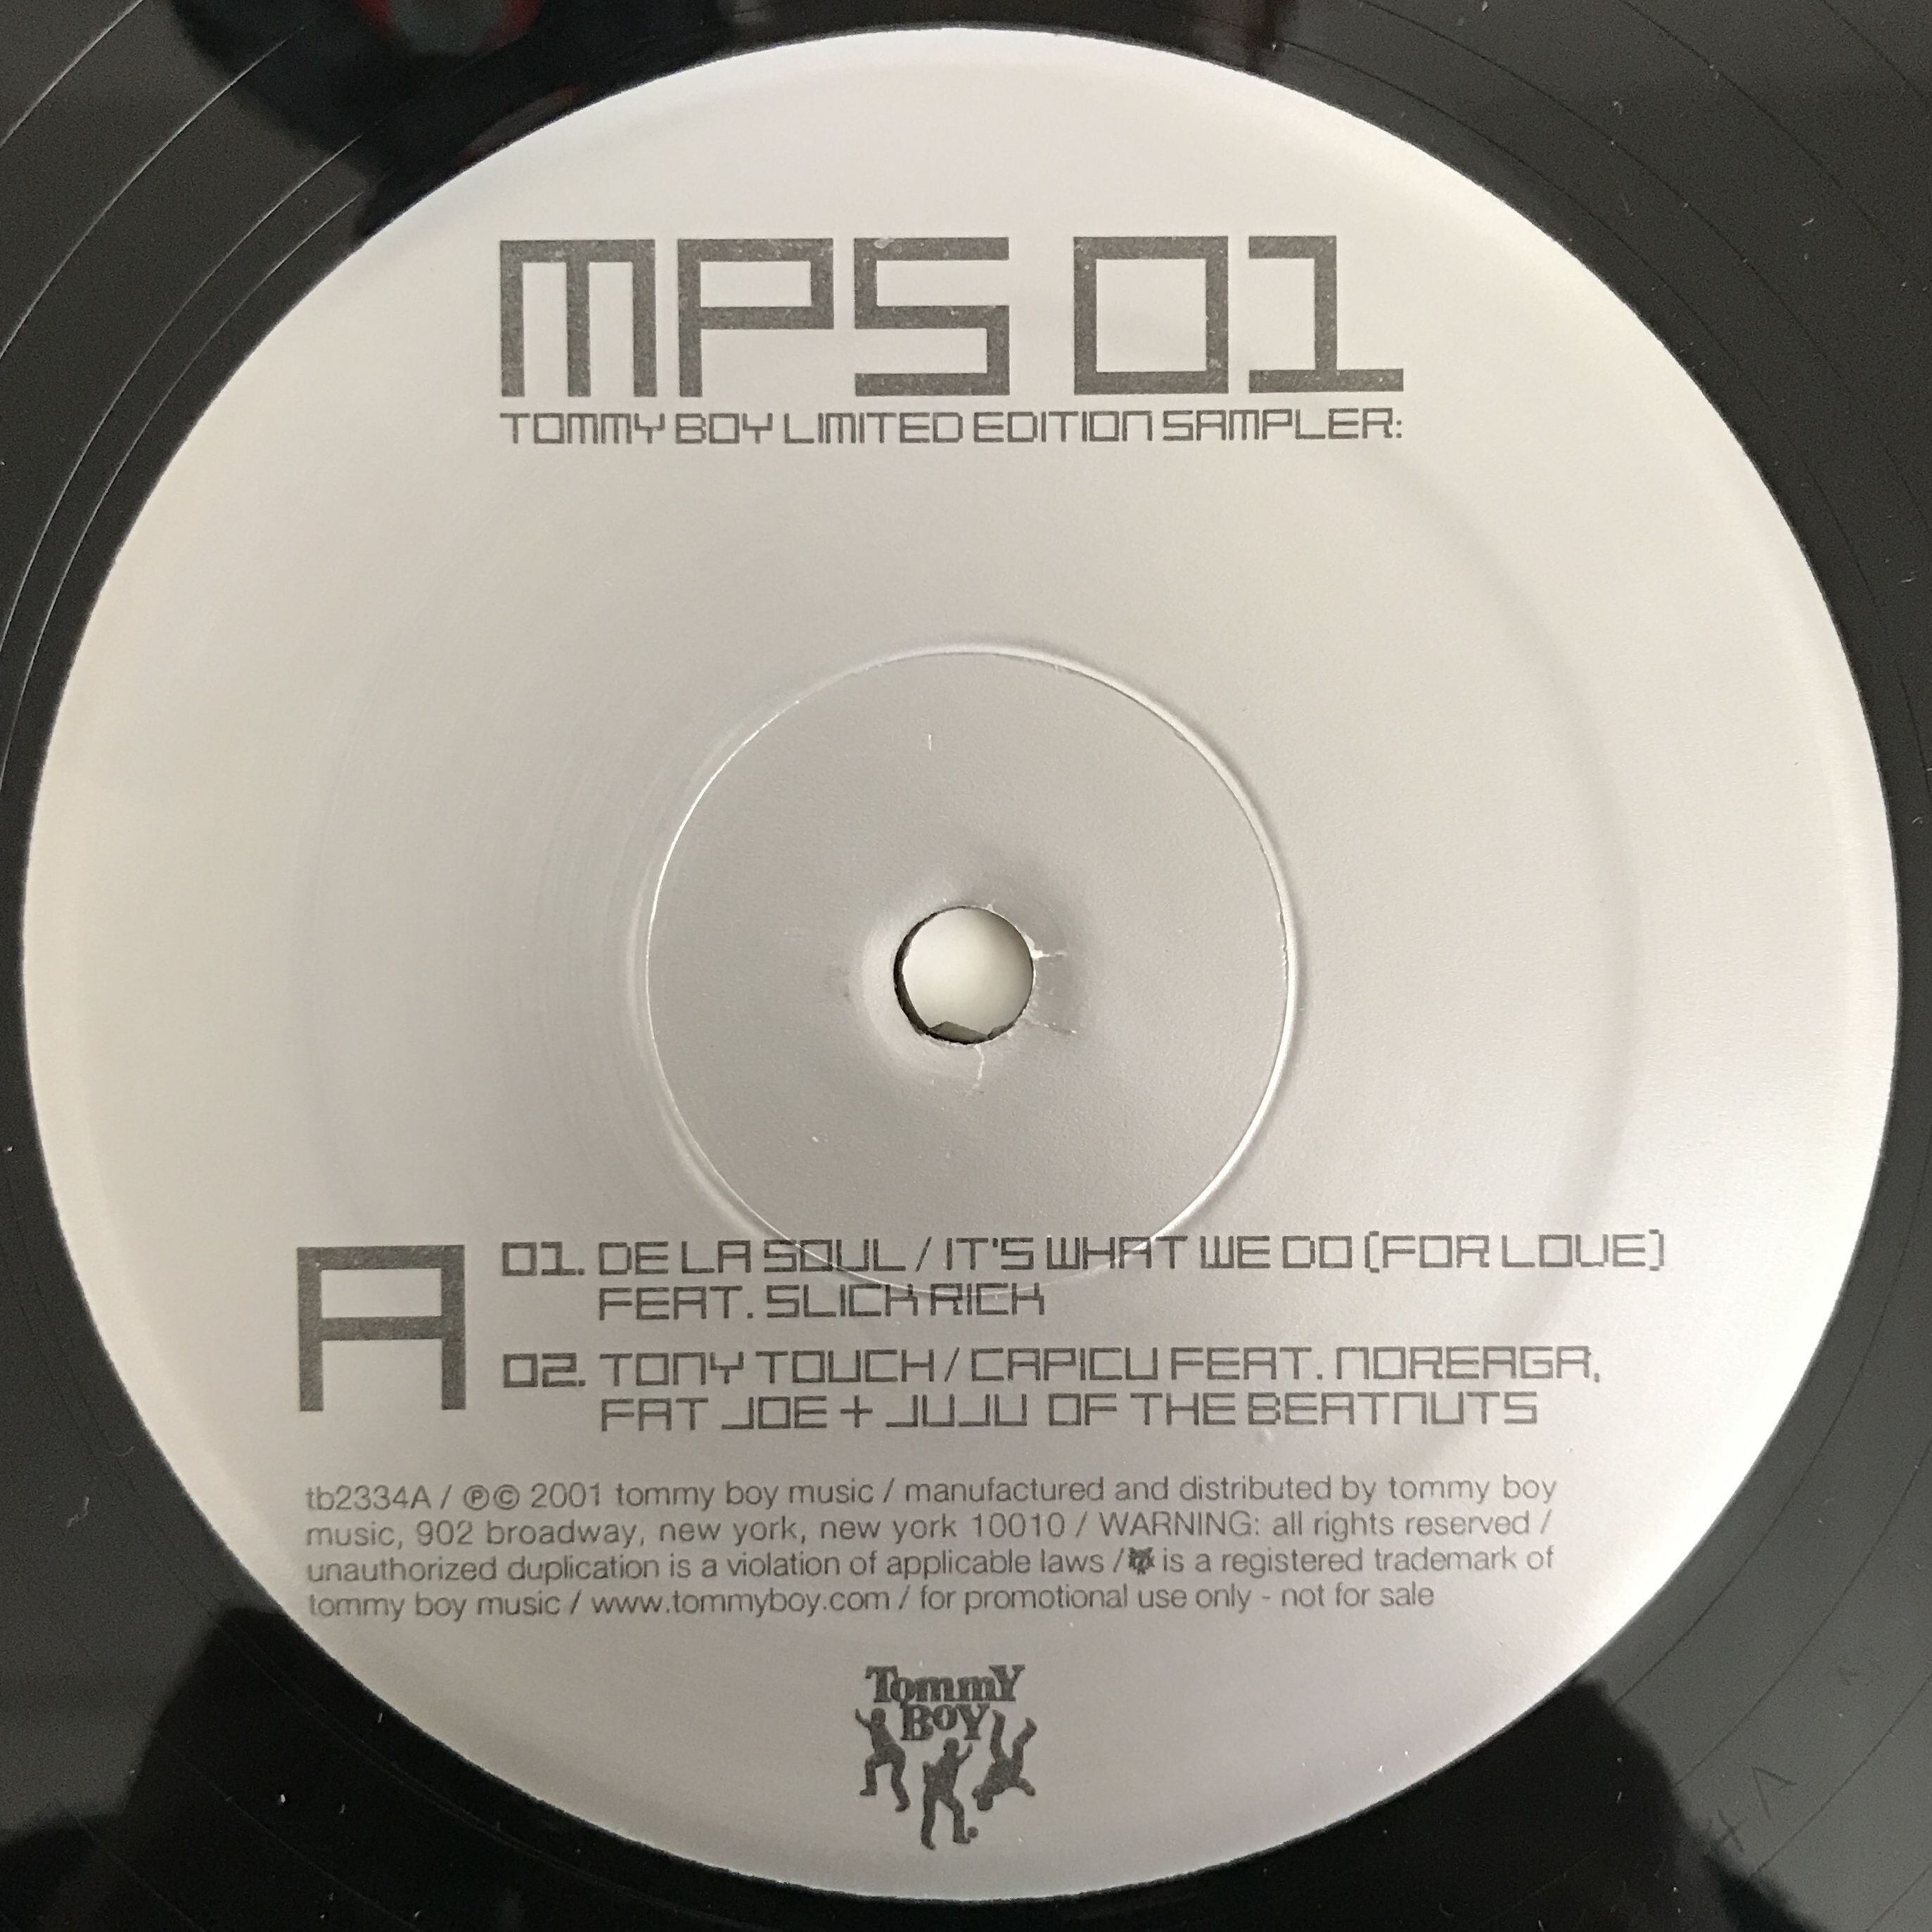 MPS 01
TOMMY BOY LIMITED EDITION SAMPLER:
A
01. DE LA SOUL / IT'S WHAT WE DO (FOR LOVE)
FEAT. SLICK RICK
02. TONY TOUCH / CAPICU FEAT. NOREAGA,
FAT JOE + JUJU OF THE BEATNUTS
tb2334A / ℗© 2001 tommy boy music / manufactured and distributed by tommy boy
music, 902 broadway, new york, new york 10010 / WARNING: all rights reserved /
unauthorized duplication is a violation of applicable laws / is a registered trademark of
tommy boy music / www.tommyboy.com / for promotional use only - not for sale
Tommy
Boy